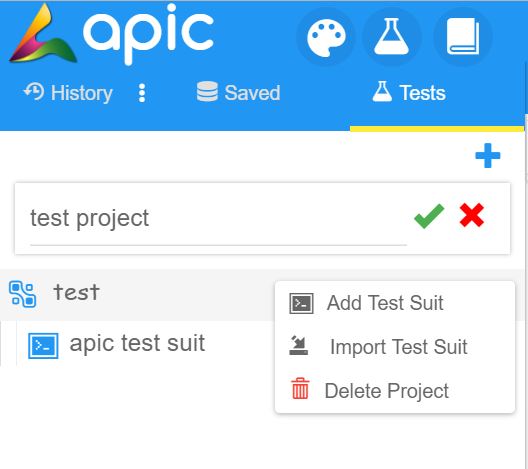 apic
History
Saved
Tests
test project
test
Add Test Suit
apic test suit
Import Test Suit
Delete Project